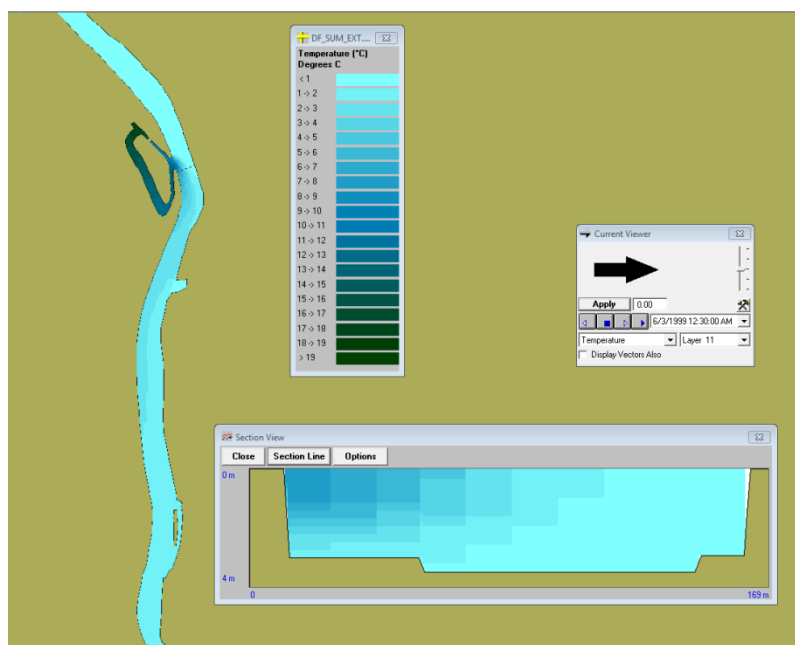 DF_SUM_EXT....
Temperature (°C)
Degrees C
< 1
1 -> 2
2 -> 3
3 -> 4
4 -> 5
5 -> 6
6 -> 7
7 -> 8
8 -> 9
9 -> 10
10 -> 11
11 -> 12
12 -> 13
13 -> 14
14 -> 15
15 -> 16
16 -> 17
17 -> 18
18 -> 19
> 19
Current Viewer
Apply 0.00
6/3/1999 12:30:00 AM
Temperature Layer 11
Display Vectors Also
Section View
Close Section Line Options
0 m
4 m
0 169 m